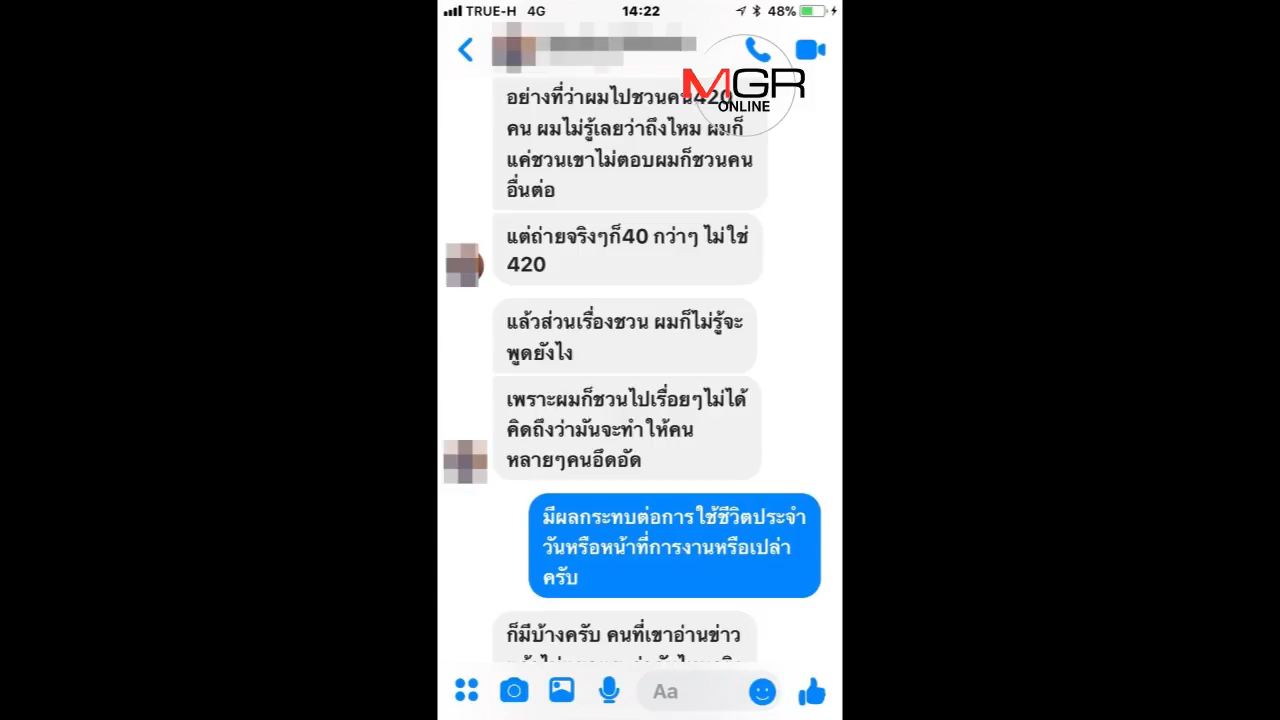 TRUE-H 4G 14:22 48%
MGR
ONLINE
อย่างที่ว่าผมไปชวนคน420
คน ผมไม่รู้เลยว่าถึงไหม ผมก็
แค่ชวนเขาไม่ตอบผมก็ชวนคน
อื่นต่อ
แต่ถ่ายจริงๆก็40 กว่าๆ ไม่ใช่
420
แล้วส่วนเรื่องชวน ผมก็ไม่รู้จะ
พูดยังไง
เพราะผมก็ชวนไปเรื่อยๆไม่ได้
คิดถึงว่ามันจะทำให้คน
หลายๆคนอึดอัด
มีผลกระทบต่อการใช้ชีวิตประจำ
วันหรือหน้าที่การงานหรือเปล่า
ครับ
ก็มีบ้างครับ คนที่เขาอ่านข่าว
Aa